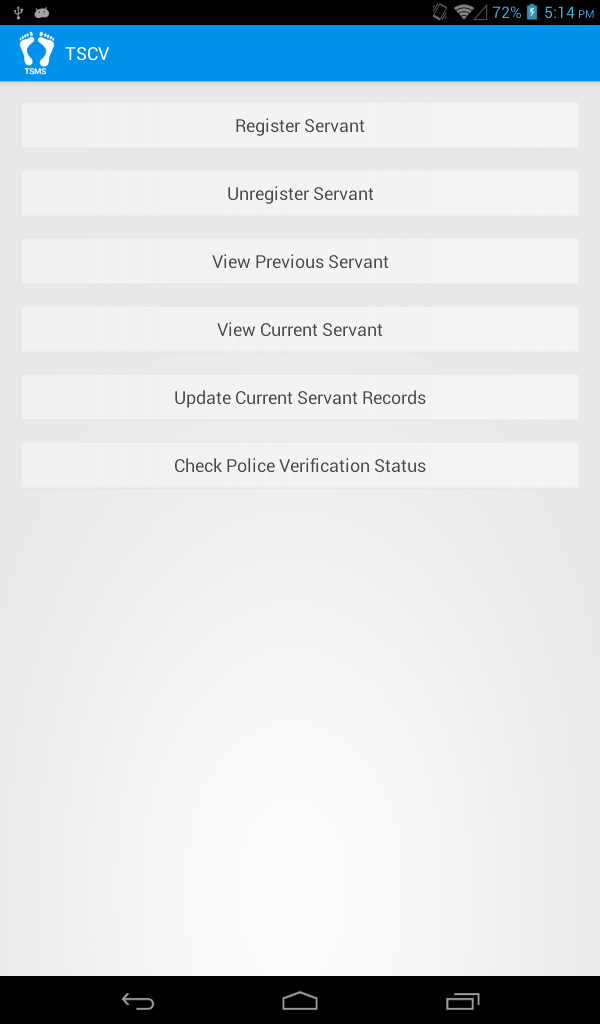 72% 5:14 PM
TSMS TSCV
Register Servant
Unregister Servant
View Previous Servant
View Current Servant
Update Current Servant Records
Check Police Verification Status